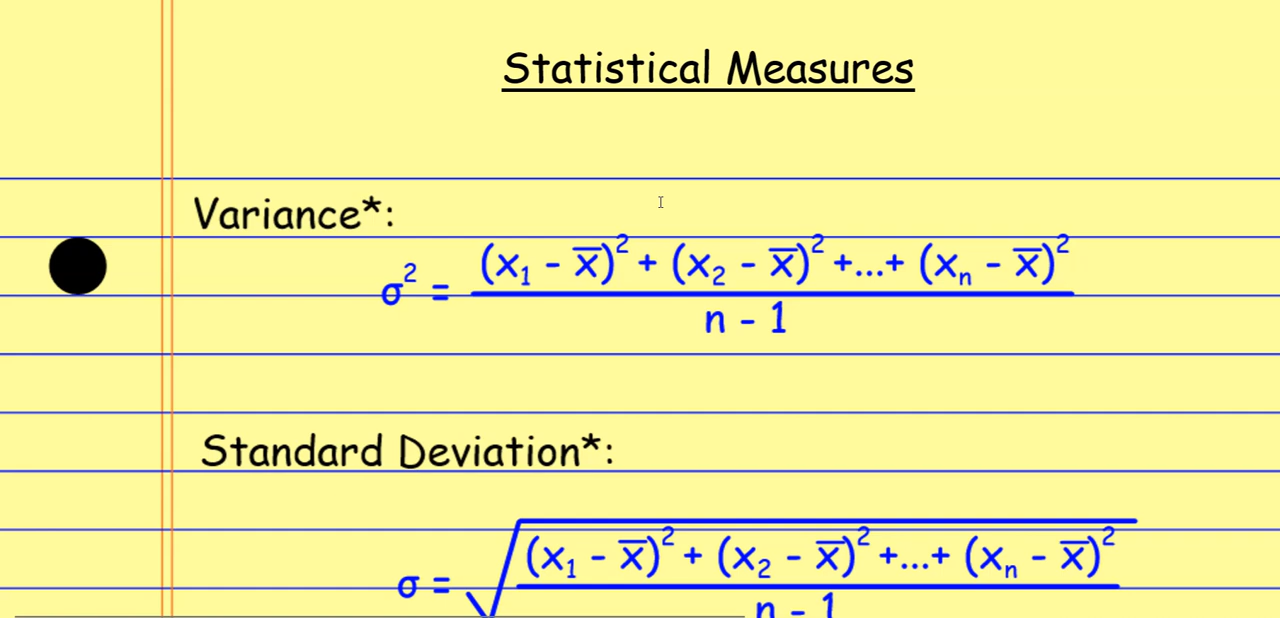 Statistical Measures
Variance*:
σ² = (x₁ - x̅)² + (x₂ - x̅)² +...+ (xₙ - x̅)²
n - 1
Standard Deviation*:
σ = √(x₁ - x̅)² + (x₂ - x̅)² +...+ (xₙ - x̅)²
n - 1